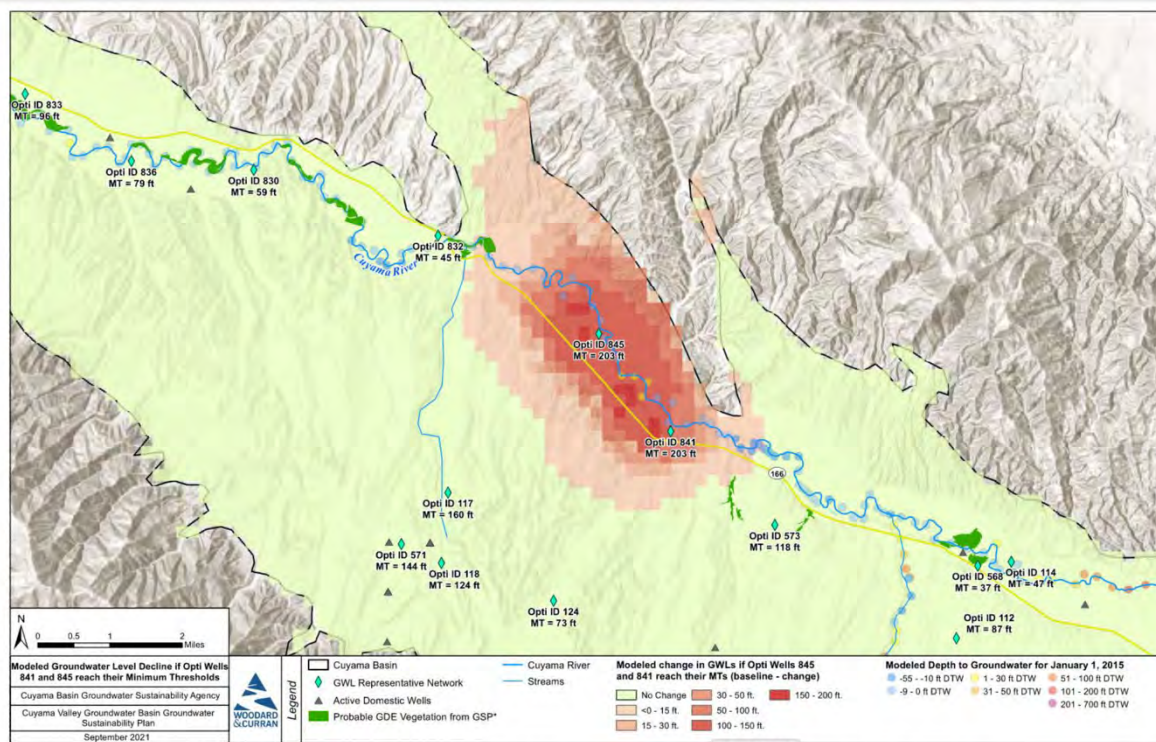 Opti ID 833
MT = 96 ft
Opti ID 836
MT = 79 ft
Opti ID 830
MT = 59 ft
Opti ID 832
MT = 45 ft
Cuyama River
Opti ID 845
MT = 203 ft
Opti ID 841
MT = 203 ft
166
Opti ID 117
MT = 160 ft
Opti ID 571
MT = 144 ft
Opti ID 118
MT = 124 ft
Opti ID 124
MT = 73 ft
Opti ID 573
MT = 118 ft
Opti ID 568
MT = 37 ft
Opti ID 114
MT = 47 ft
Opti ID 112
MT = 87 ft
N
0 0.5 1 2
Miles
Modeled Groundwater Level Decline if Opti Wells
841 and 845 reach their Minimum Thresholds
Cuyama Basin Groundwater Sustainability Agency
Cuyama Valley Groundwater Basin Groundwater
Sustainability Plan
September 2021
WOODARD
&CURRAN
Legend
Cuyama Basin
GWL Representative Network
Active Domestic Wells
Probable GDE Vegetation from GSP*
Cuyama River
Streams
Modeled change in GWLs if Opti Wells 845
and 841 reach their MTs (baseline - change)
No Change
<0 - 15 ft.
15 - 30 ft.
30 - 50 ft.
50 - 100 ft.
100 - 150 ft.
150 - 200 ft.
Modeled Depth to Groundwater for January 1, 2015
-55 - -10 ft DTW
-9 - 0 ft DTW
1 - 30 ft DTW
31 - 50 ft DTW
51 - 100 ft DTW
101 - 200 ft DTW
201 - 700 ft DTW